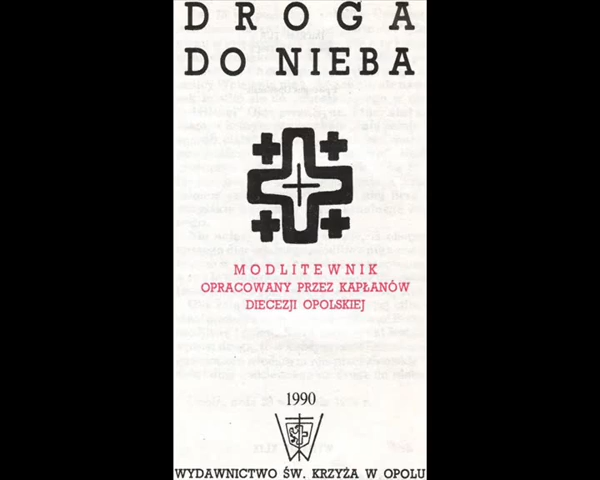 DROGA
DO NIEBA
MODLITEWNIK
OPRACOWANY PRZEZ KAPŁANÓW
DIECEZJI OPOLSKIEJ
1990
WYDAWNICTWO ŚW. KRZYŻA W OPOLU